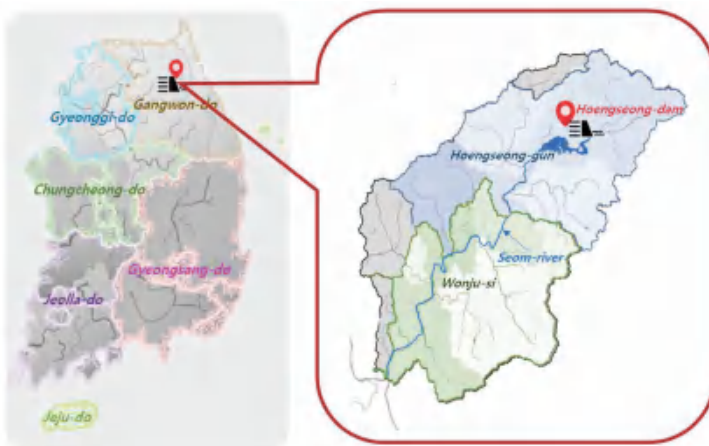 Gyeonggi-do
Gangwon-do
Chungcheong-do
Gyeongsang-do
Jeolla-do
Jeju-do
Hoengseong-dam
Hoengseong-gun
Seom-river
Wonju-si